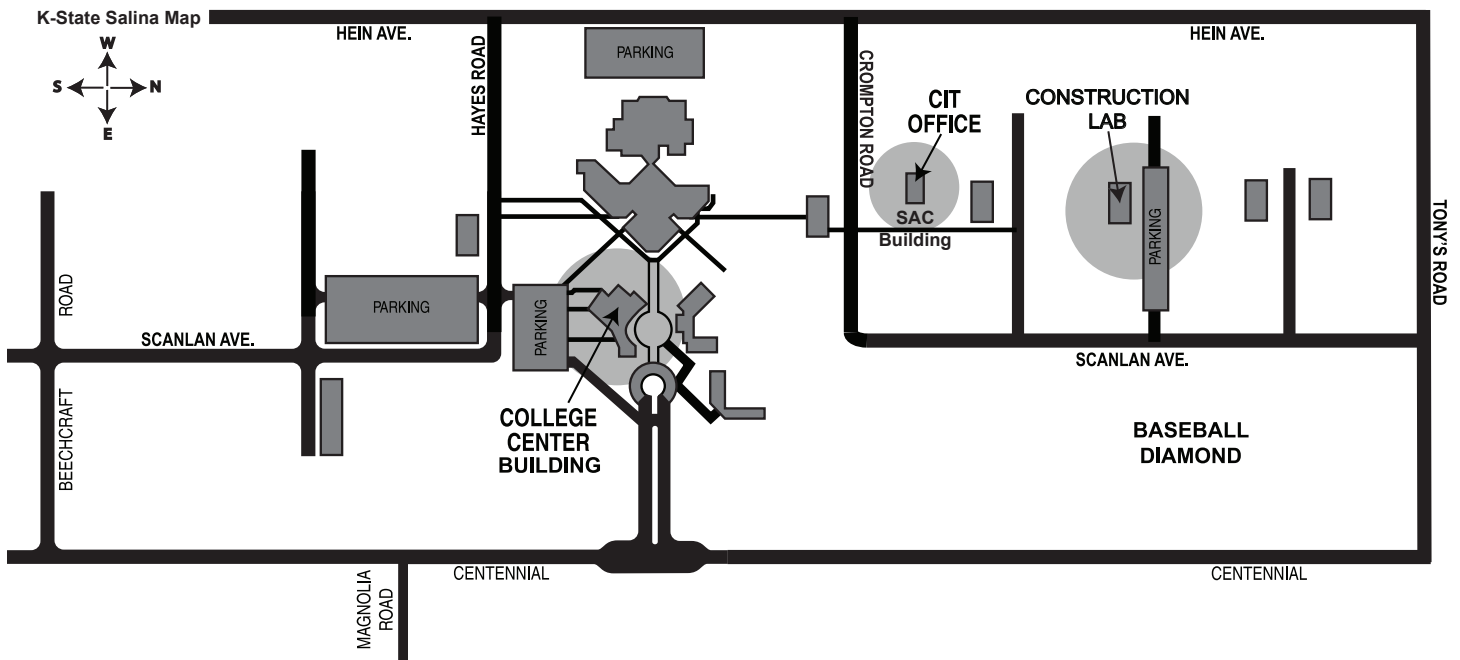 K-State Salina Map
W
S
N
E
HEIN AVE.
HAYES ROAD
PARKING
CROMPTON ROAD
CIT
OFFICE
CONSTRUCTION
LAB
HEIN AVE.
SAC
Building
PARKING
TONY'S ROAD
ROAD
BEECHCRAFT
SCANLAN AVE.
PARKING
PARKING
SCANLAN AVE.
COLLEGE
CENTER
BUILDING
BASEBALL
DIAMOND
MAGNOLIA
ROAD
CENTENNIAL
CENTENNIAL